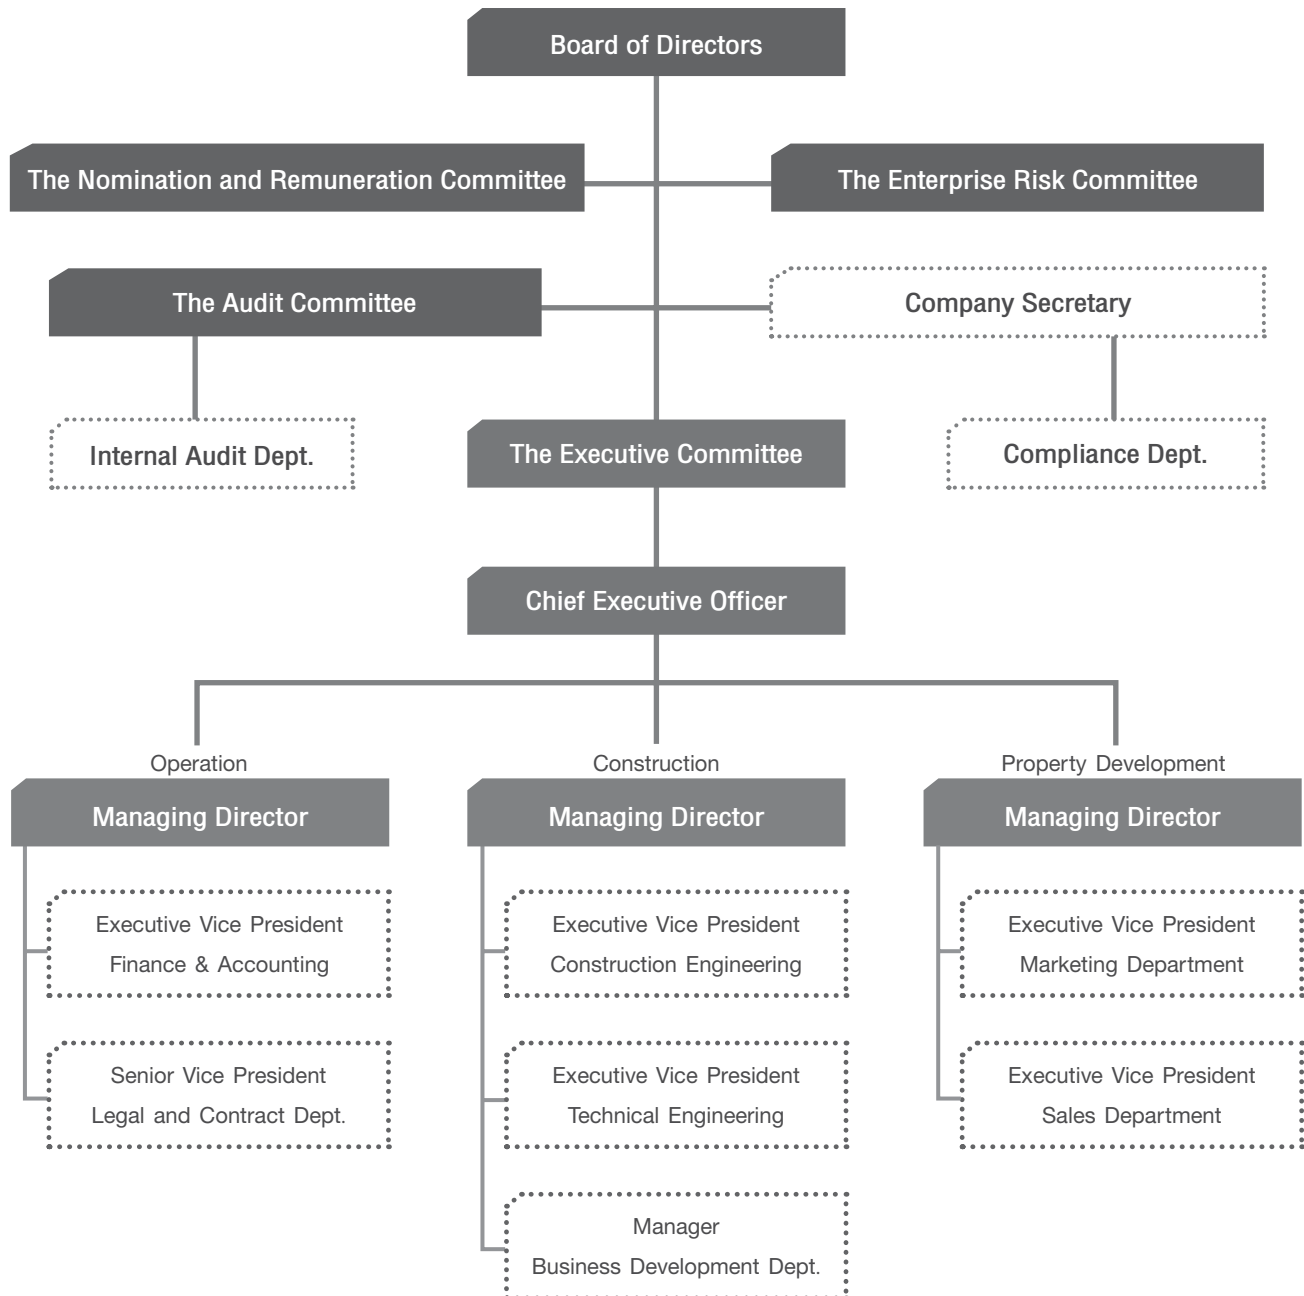 Board of Directors
The Nomination and Remuneration Committee
The Enterprise Risk Committee
The Audit Committee
Company Secretary
Internal Audit Dept.
The Executive Committee
Compliance Dept.
Chief Executive Officer
Operation
Construction
Property Development
Managing Director
Managing Director
Managing Director
Executive Vice President
Finance & Accounting
Executive Vice President
Construction Engineering
Executive Vice President
Marketing Department
Senior Vice President
Legal and Contract Dept.
Executive Vice President
Technical Engineering
Executive Vice President
Sales Department
Manager
Business Development Dept.